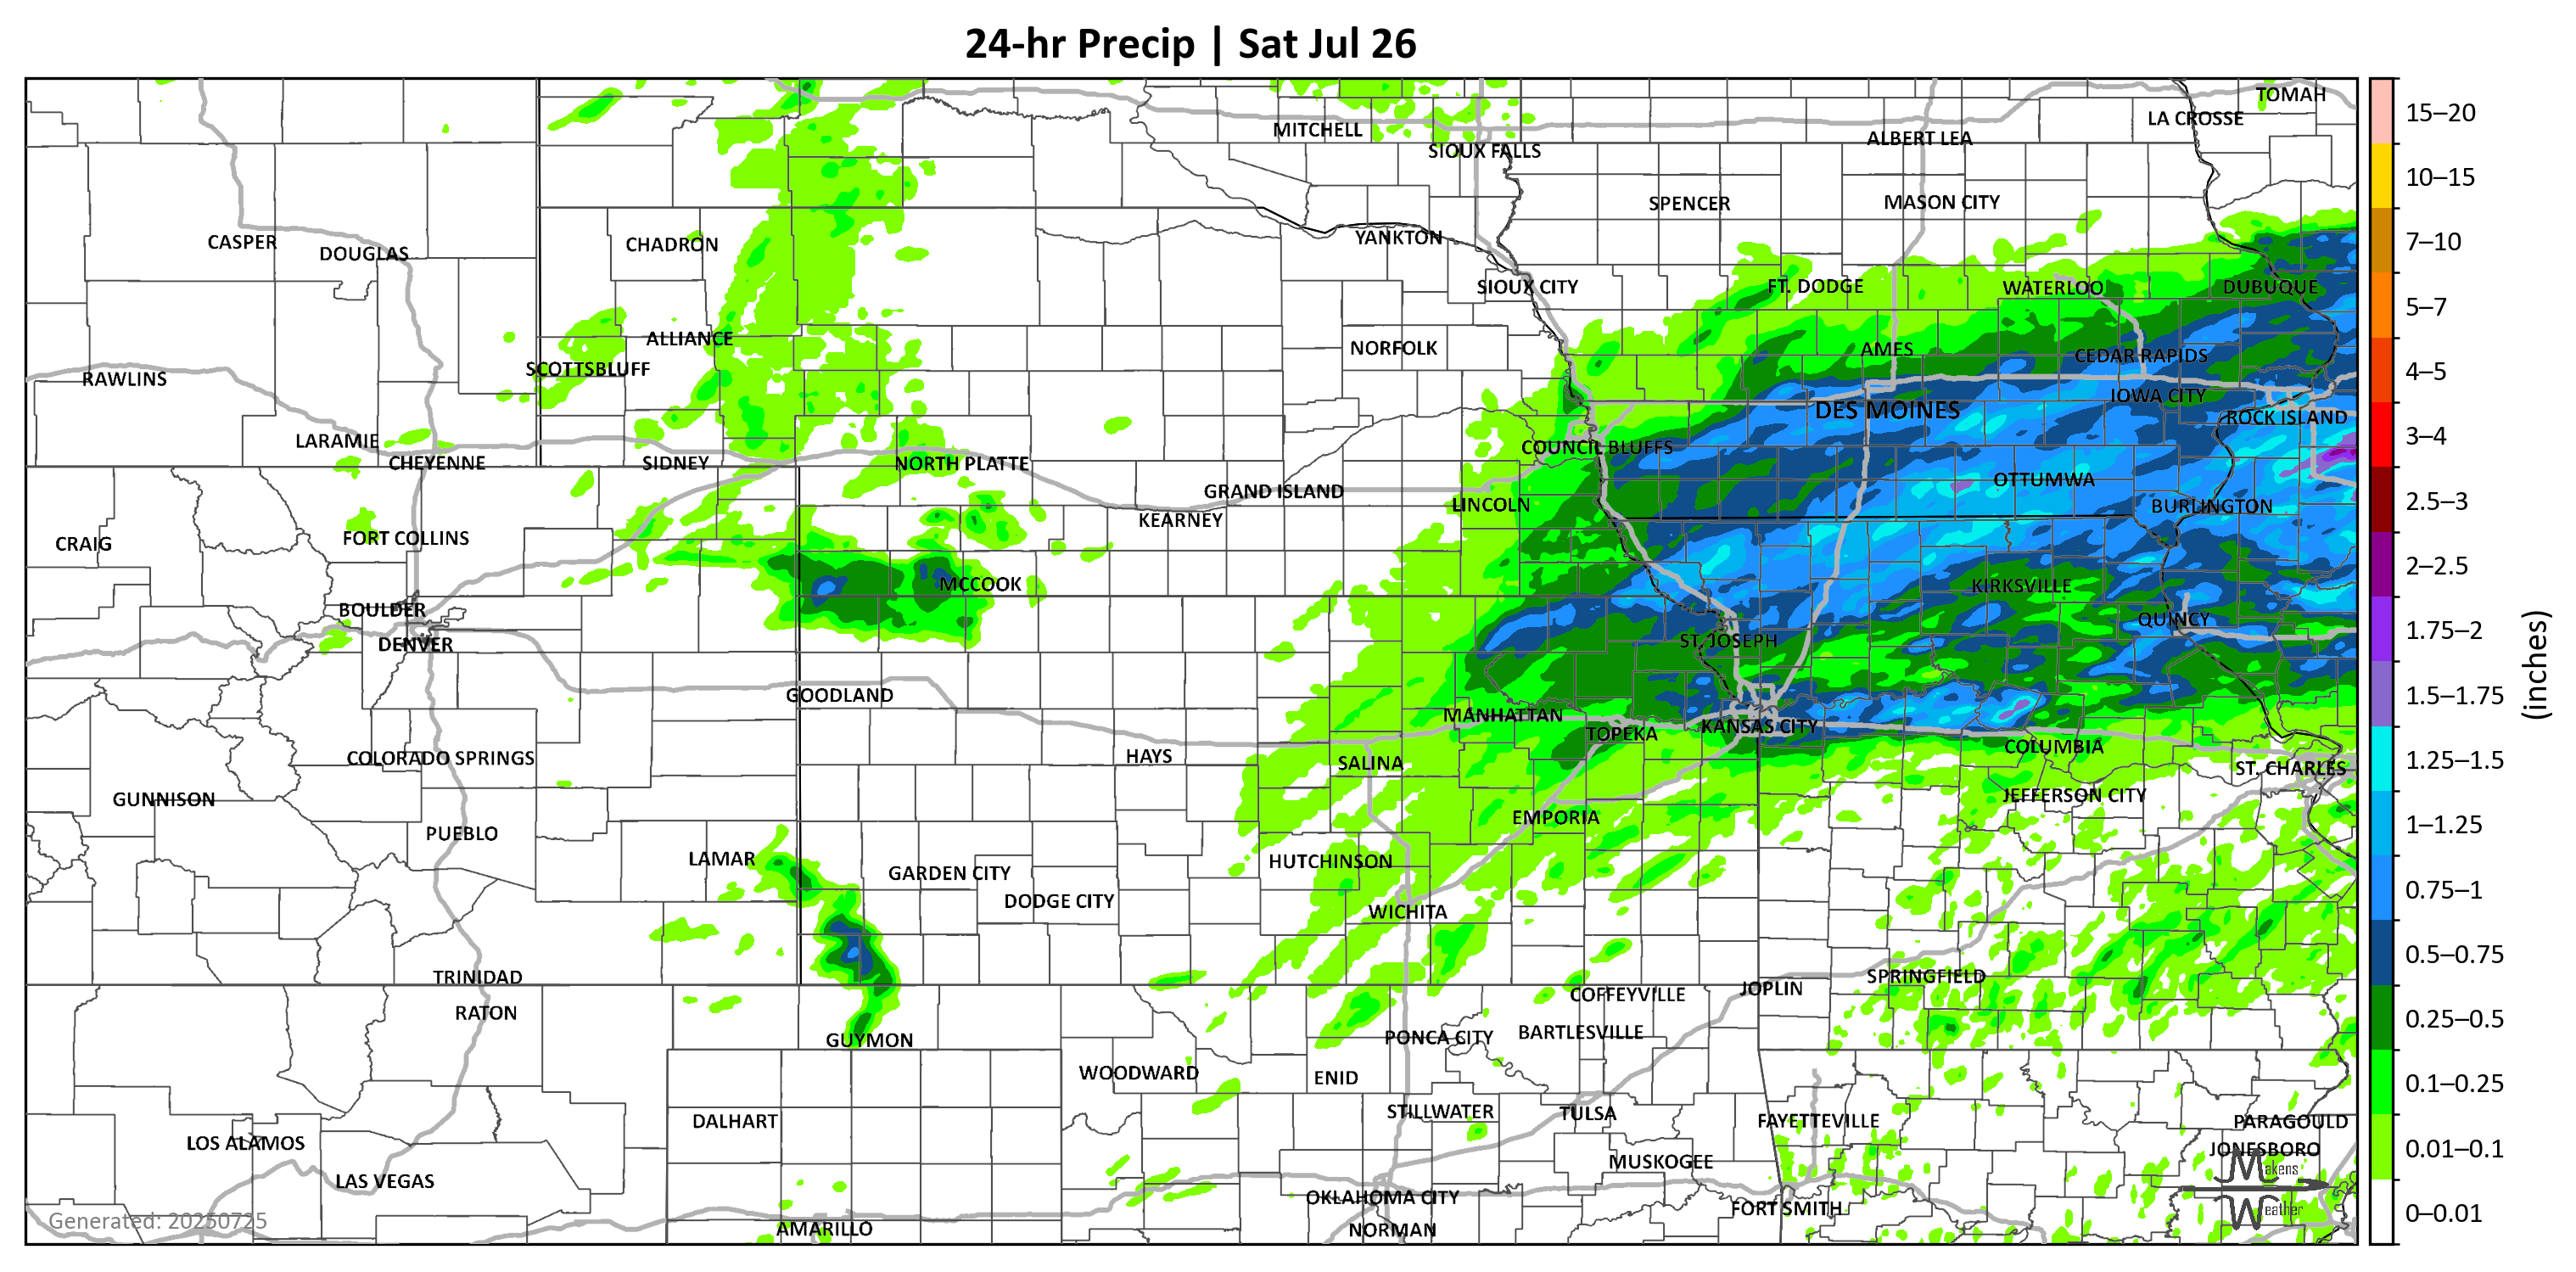 24-hr Precip | Sat Jul 26
TOMAH
LA CROSSE
MITCHELL
ALBERT LEA
SIOUX FALLS
SPENCER
MASON CITY
CASPER
DOUGLAS
CHADRON
YANKTON
SIOUX CITY
FT. DODGE
WATERLOO
DUBUQUE
ALLIANCE
NORFOLK
AMES
CEDAR RAPIDS
SCOTTSBLUFF
RAWLINS
IOWA CITY
DES MOINES
ROCK ISLAND
LARAMIE
COUNCIL BLUFFS
CHEYENNE
SIDNEY
NORTH PLATTE
OTTUMWA
GRAND ISLAND
LINCOLN
BURLINGTON
KEARNEY
CRAIG
FORT COLLINS
MCCOOK
KIRKSVILLE
BOULDER
QUINCY
DENVER
ST. JOSEPH
GOODLAND
MANHATTAN
TOPEKA
KANSAS CITY
COLUMBIA
COLORADO SPRINGS
HAYS
SALINA
ST. CHARLES
GUNNISON
JEFFERSON CITY
EMPORIA
PUEBLO
LAMAR
GARDEN CITY
HUTCHINSON
DODGE CITY
WICHITA
TRINIDAD
SPRINGFIELD
JOPLIN
COFFEYVILLE
RATON
GUYMON
PONCA CITY
BARTLESVILLE
WOODWARD
ENID
DALHART
STILLWATER
TULSA
FAYETTEVILLE
PARAGOULD
LOS ALAMOS
JONESBORO
MUSKOGEE
LAS VEGAS
OKLAHOMA CITY
FORT SMITH
AMARILLO
NORMAN
Generated: 20250725
Makens
Weather
15–20
10–15
7–10
5–7
4–5
3–4
2.5–3
2–2.5
1.75–2
1.5–1.75
1.25–1.5
1–1.25
0.75–1
0.5–0.75
0.25–0.5
0.1–0.25
0.01–0.1
0–0.01
(inches)